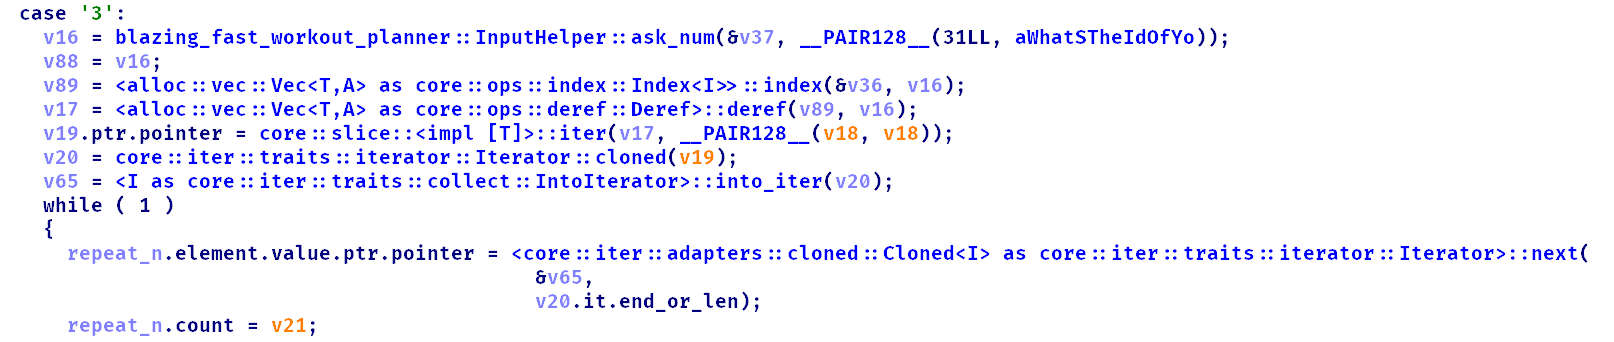 case '3':
v16 = blazing_fast_workout_planner::InputHelper::ask_num(&v37, __PAIR128__(31LL, aWhatSTheIdOfYo));
v88 = v16;
v89 = <alloc::vec::Vec<T,A> as core::ops::index::Index<I>>::index(&v36, v16);
v17 = <alloc::vec::Vec<T,A> as core::ops::deref::Deref>::deref(v89, v16);
v19.ptr.pointer = core::slice::<impl [T]>::iter(v17, __PAIR128__(v18, v18));
v20 = core::iter::traits::iterator::Iterator::cloned(v19);
v65 = <I as core::iter::traits::collect::IntoIterator>::into_iter(v20);
while ( 1 )
{
repeat_n.element.value.ptr.pointer = <core::iter::adapters::cloned::Cloned<I> as core::iter::traits::iterator::Iterator>::next(
&v65,
v20.it.end_or_len);
repeat_n.count = v21;